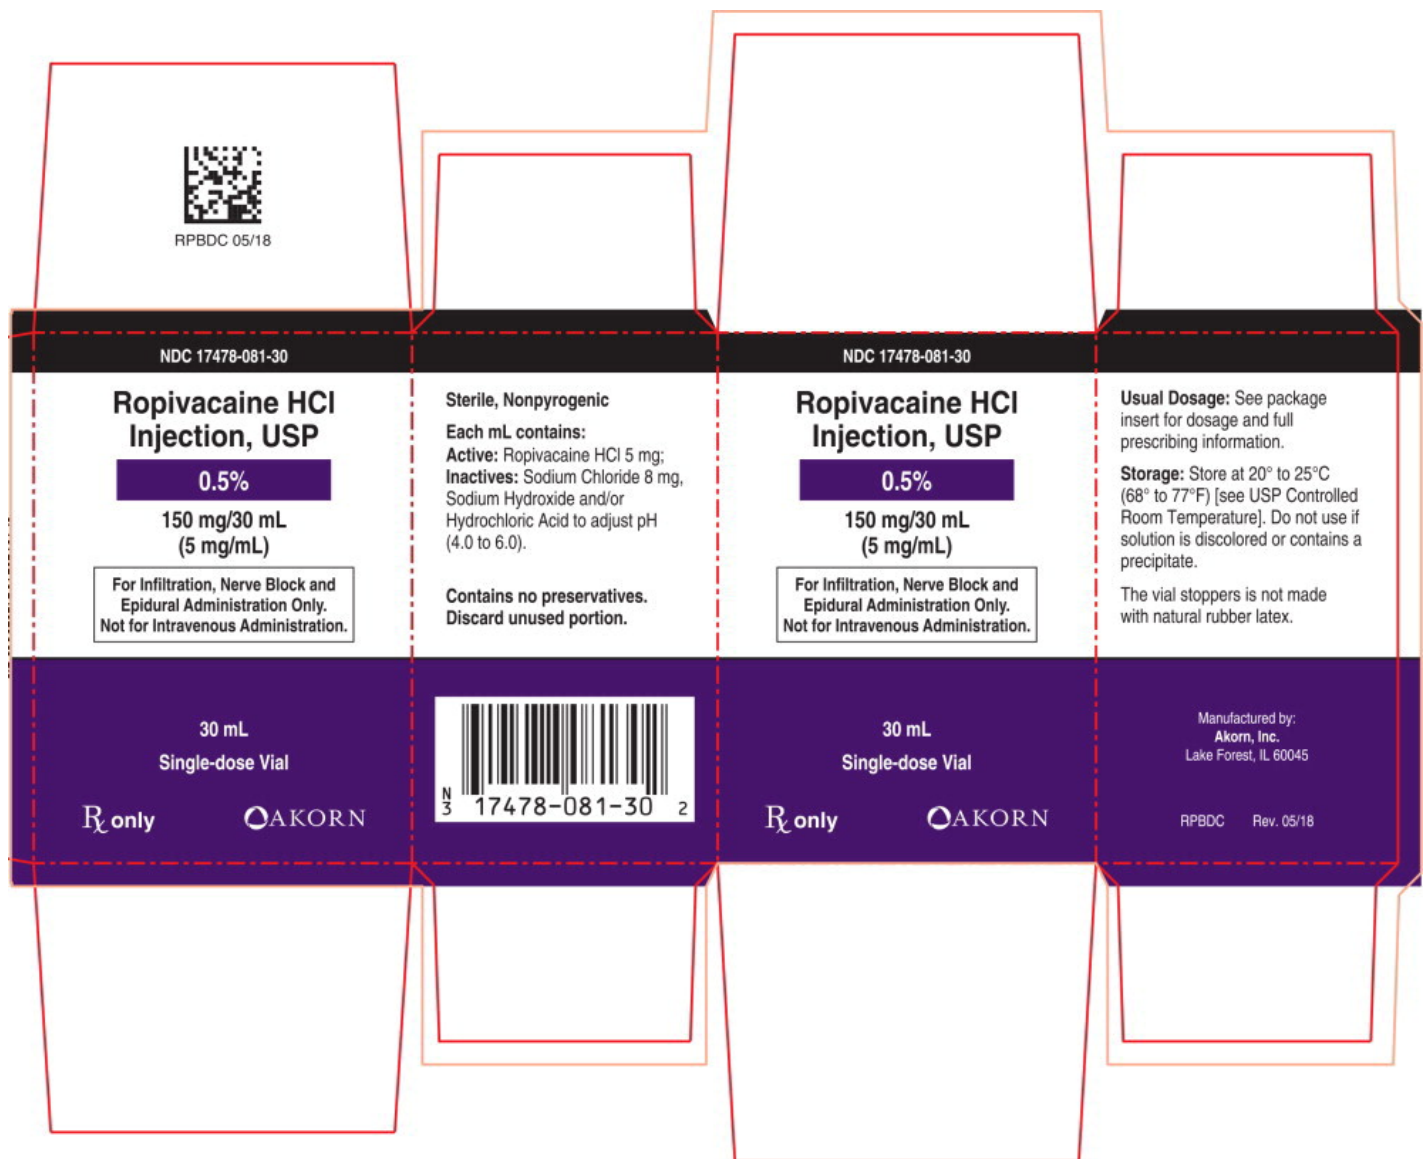 RPBDC 05/18
NDC 17478-081-30
Ropivacaine HCl
Injection, USP
0.5%
150 mg/30 mL
(5 mg/mL)
For Infiltration, Nerve Block and
Epidural Administration Only.
Not for Intravenous Administration.
30 mL
Single-dose Vial
Rx only
AKORN
Sterile, Nonpyrogenic
Each mL contains:
Active: Ropivacaine HCl 5 mg;
Inactives: Sodium Chloride 8 mg,
Sodium Hydroxide and/or
Hydrochloric Acid to adjust pH
(4.0 to 6.0).
Contains no preservatives.
Discard unused portion.
N
3 17478-081-30 2
NDC 17478-081-30
Ropivacaine HCl
Injection, USP
0.5%
150 mg/30 mL
(5 mg/mL)
For Infiltration, Nerve Block and
Epidural Administration Only.
Not for Intravenous Administration.
30 mL
Single-dose Vial
Rx only
AKORN
Usual Dosage: See package
insert for dosage and full
prescribing information.
Storage: Store at 20° to 25°C
(68° to 77°F) [see USP Controlled
Room Temperature]. Do not use if
solution is discolored or contains a
precipitate.
The vial stoppers is not made
with natural rubber latex.
Manufactured by:
Akorn, Inc.
Lake Forest, IL 60045
RPBDC Rev. 05/18